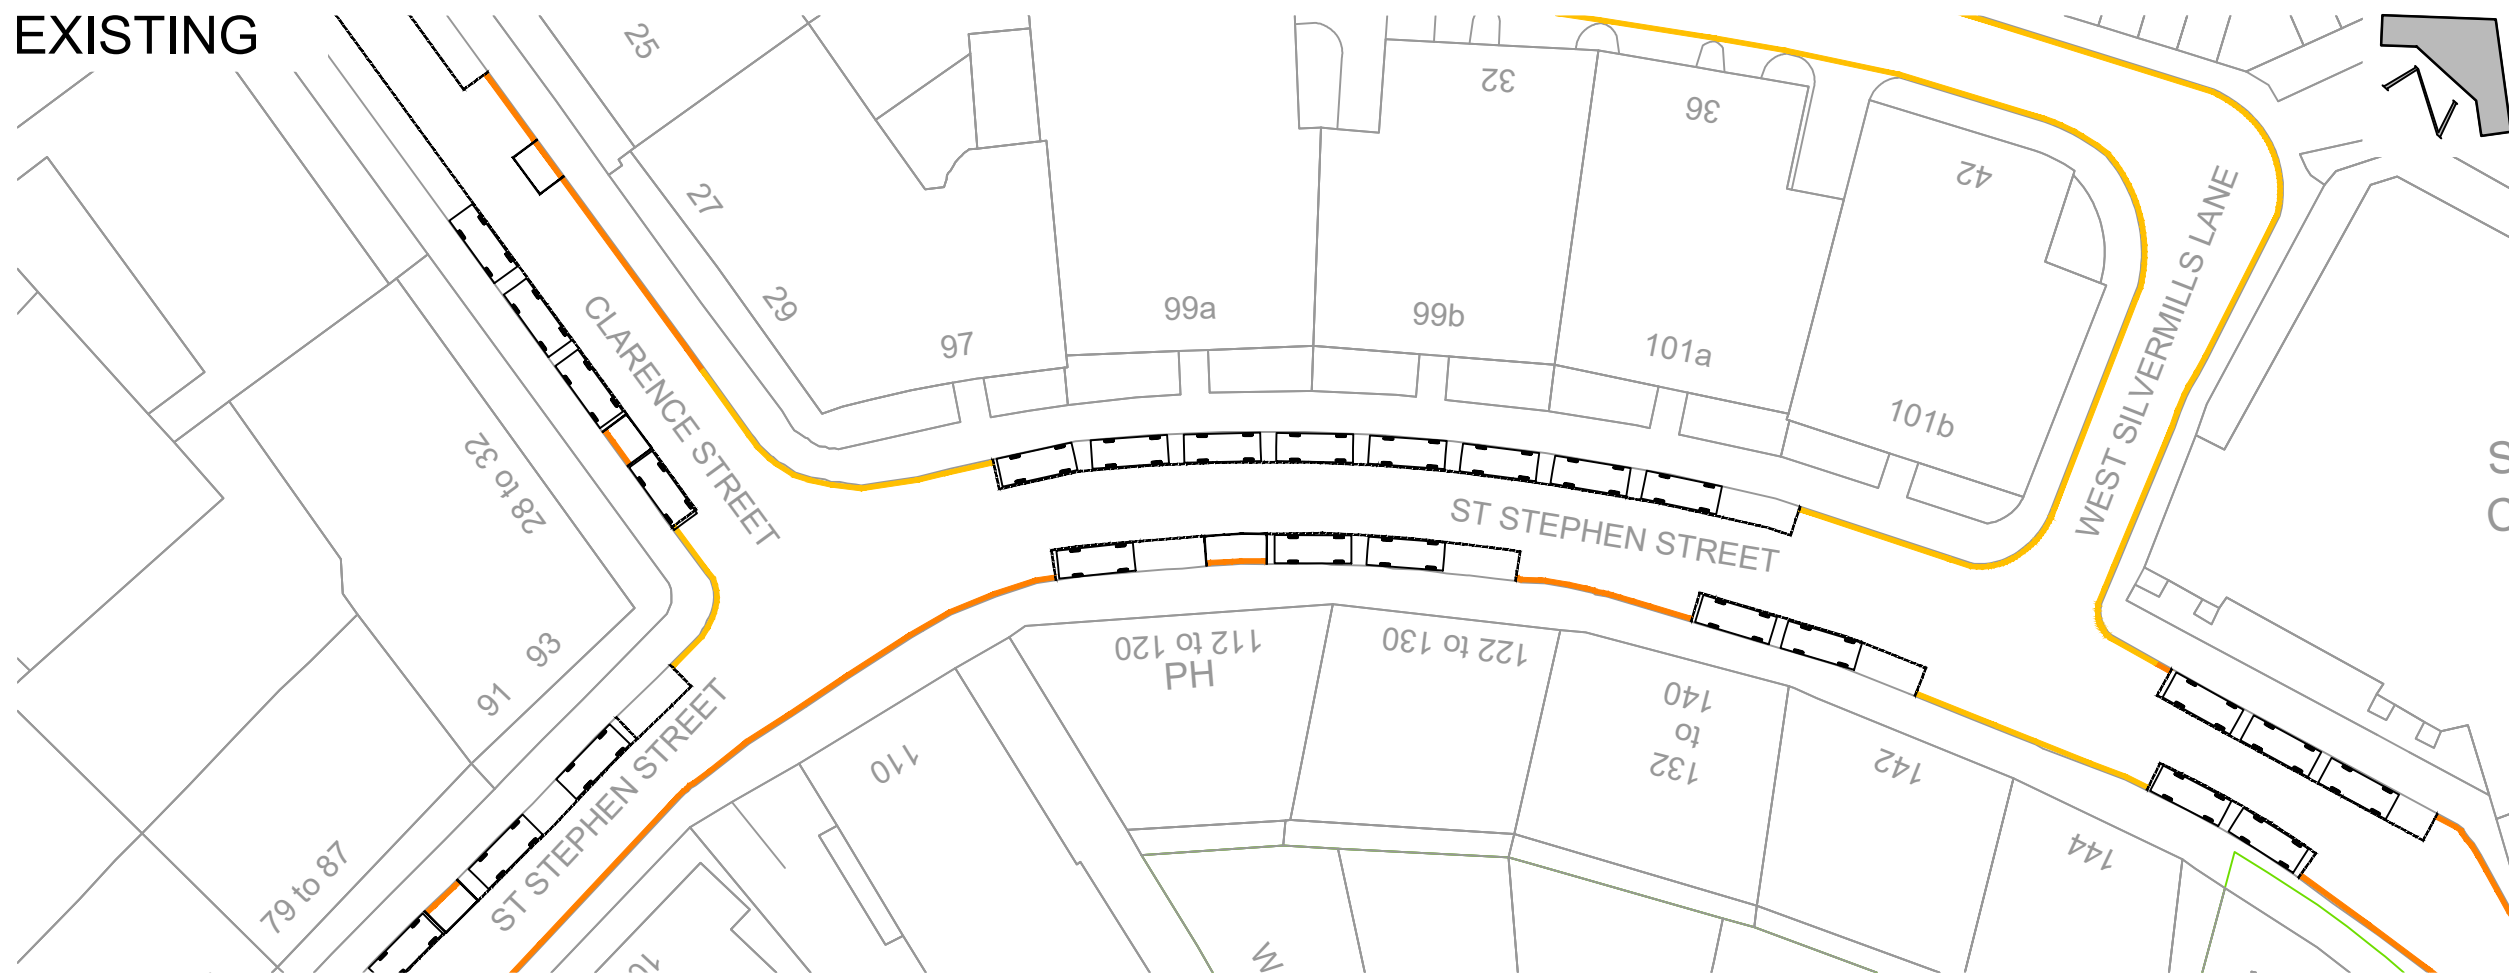 EXISTING
25
27
29
97
99a
99b
101a
101b
32
36
42
CLARENCE STREET
WEST SILVERMILLS LANE
ST STEPHEN STREET
28 to 32
93
91
79 to 87
ST STEPHEN STREET
112 to 120
PH
122 to 130
132
to
140
142
144
110